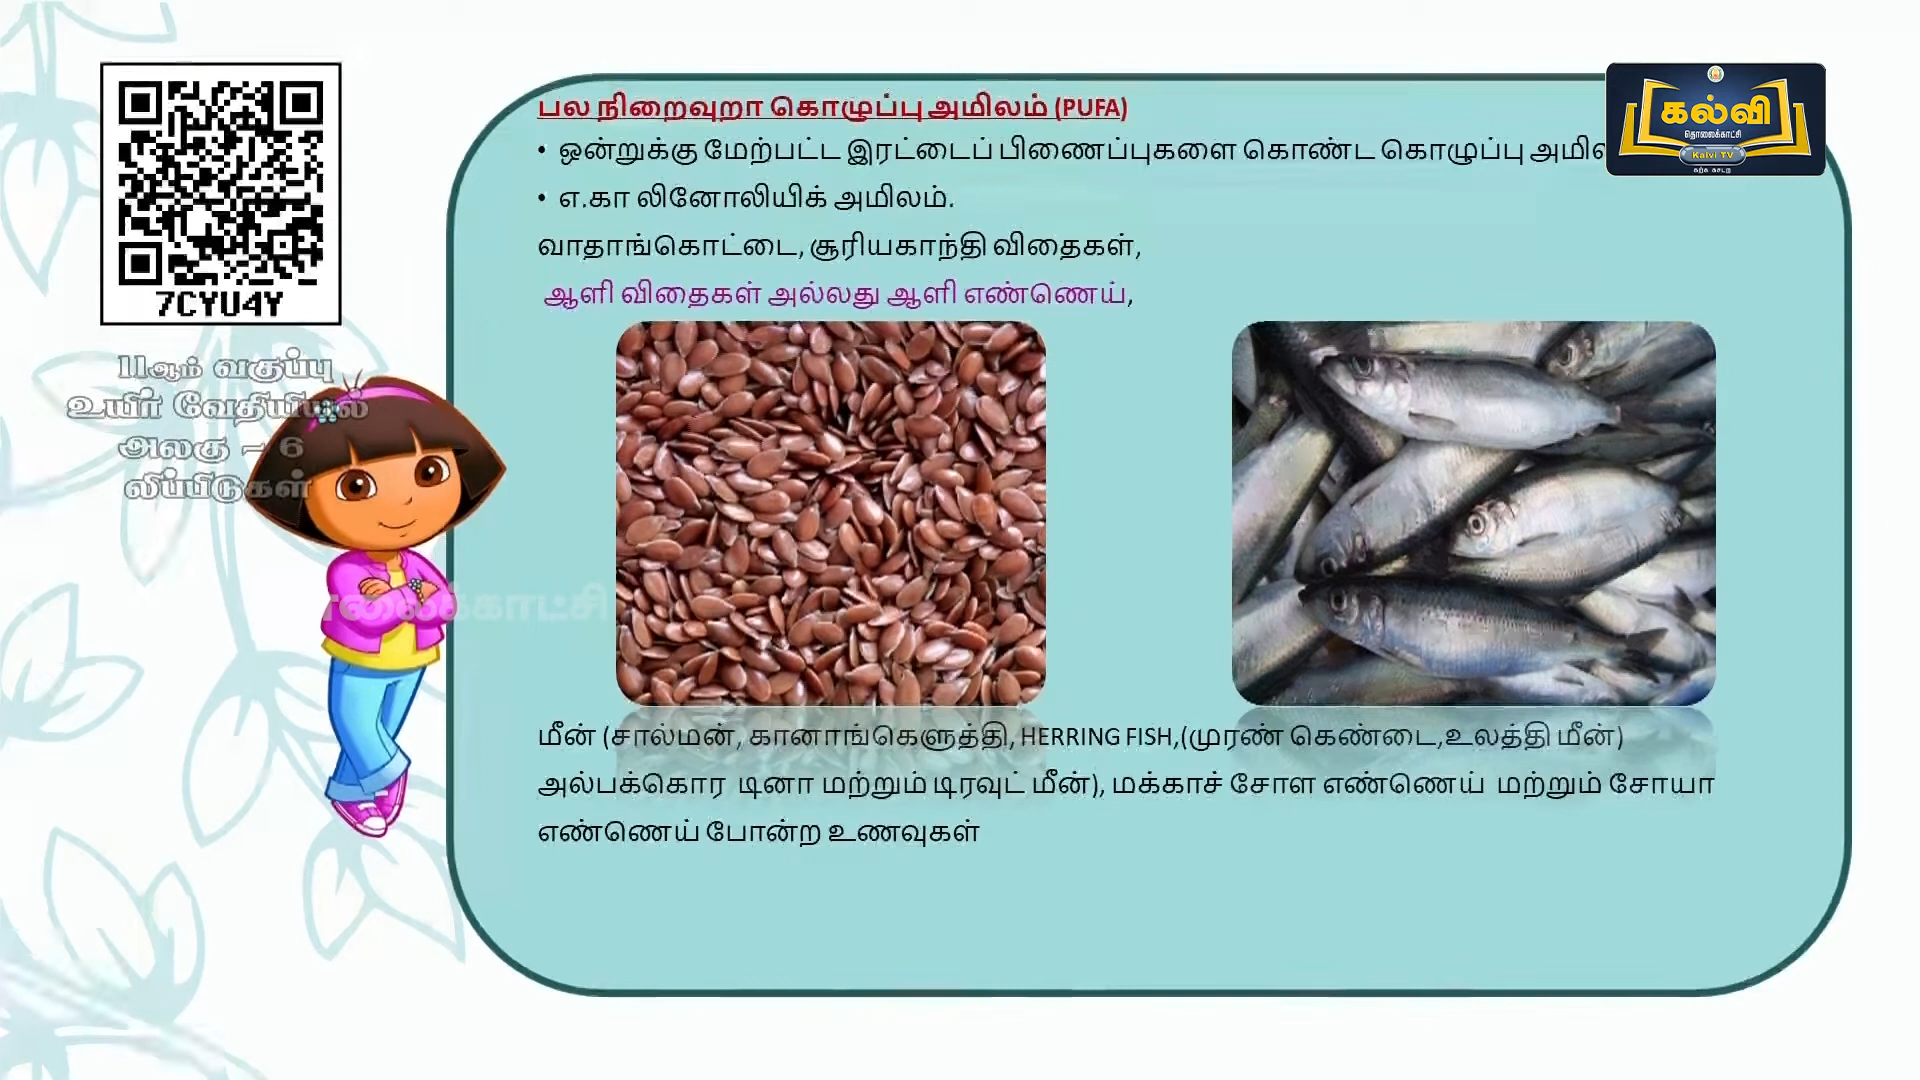 7CYU4Y
11ஆம் வகுப்பு
உயிர் வேதியியல்
அலகு – 6
லிப்பிடுகள்
பல நிறைவுறா கொழுப்பு அமிலம் (PUFA)
• ஒன்றுக்கு மேற்பட்ட இரட்டைப் பிணைப்புகளை கொண்ட கொழுப்பு
• எ.கா லினோலியிக் அமிலம்.
வாதாங்கொட்டை, சூரியகாந்தி விதைகள்,
ஆளி விதைகள் அல்லது ஆளி எண்ணெய்,
மீன் (சால்மன், கானாங்கெளுத்தி, HERRING FISH,(முரண் கெண்டை,உலத்தி மீன்)
அல்பக்கொர டினா மற்றும் டிரவுட் மீன்), மக்காச் சோள எண்ணெய் மற்றும் சோயா
எண்ணெய் போன்ற உணவுகள்
கல்வி
தொலைக்காட்சி
Kalvi TV
கற்க கசடற